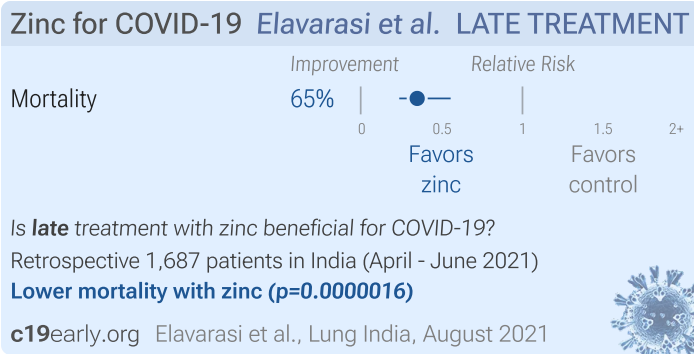 Zinc for COVID-19 Elavarasi et al. LATE TREATMENT
Improvement Relative Risk
Mortality 65%
0 0.5 1 1.5 2+
Favors zinc Favors control
Is late treatment with zinc beneficial for COVID-19?
Retrospective 1,687 patients in India (April - June 2021)
Lower mortality with zinc (p=0.0000016)
c19early.org Elavarasi et al., Lung India, August 2021